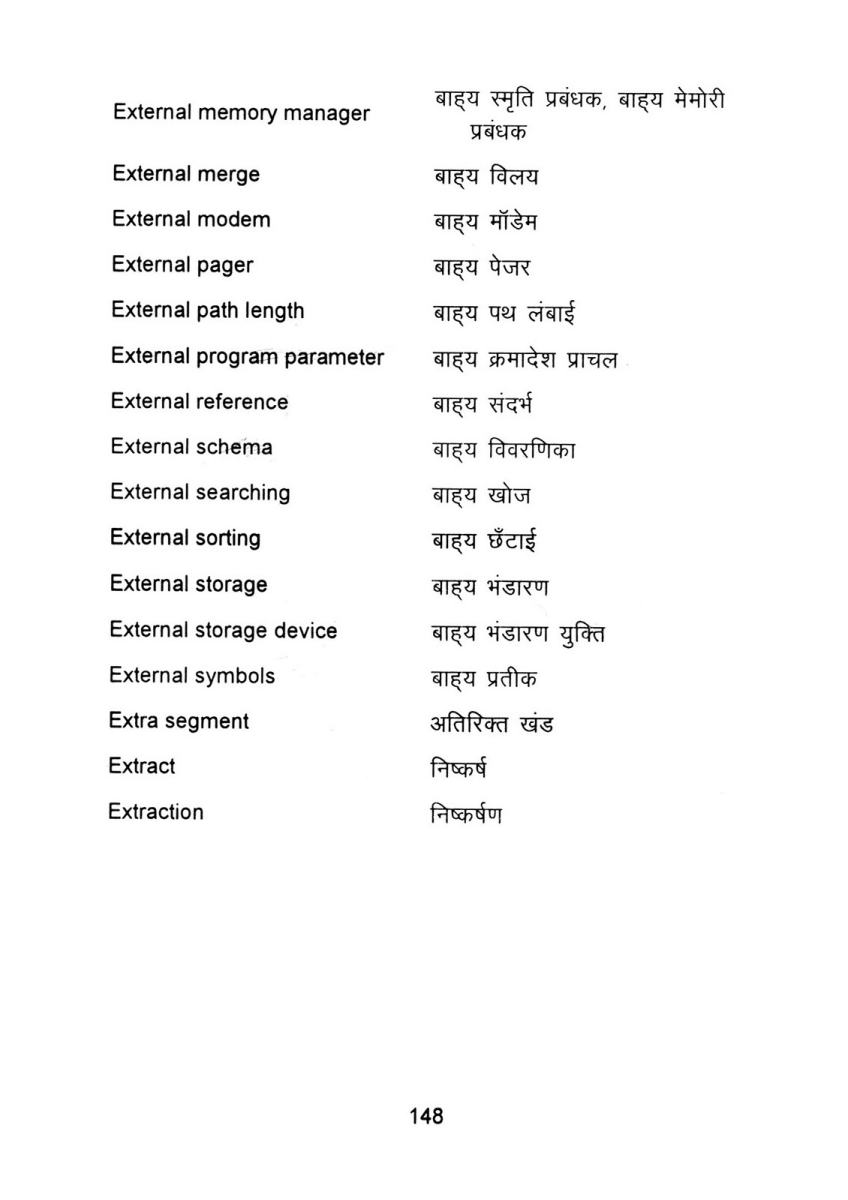 External memory manager बाह्य स्मृति प्रबंधक, बाह्य मेमोरी
प्रबंधक
External merge बाह्य विलय
External modem बाह्य मॉडेम
External pager बाह्य पेजर
External path length बाह्य पथ लंबाई
External program parameter बाह्य क्रमादेश प्राचल
External reference बाह्य संदर्भ
External schema बाह्य विवरणिका
External searching बाह्य खोज
External sorting बाह्य छँटाई
External storage बाह्य भंडारण
External storage device बाह्य भंडारण युक्ति
External symbols बाह्य प्रतीक
Extra segment अतिरिक्त खंड
Extract निष्कर्ष
Extraction निष्कर्षण
148